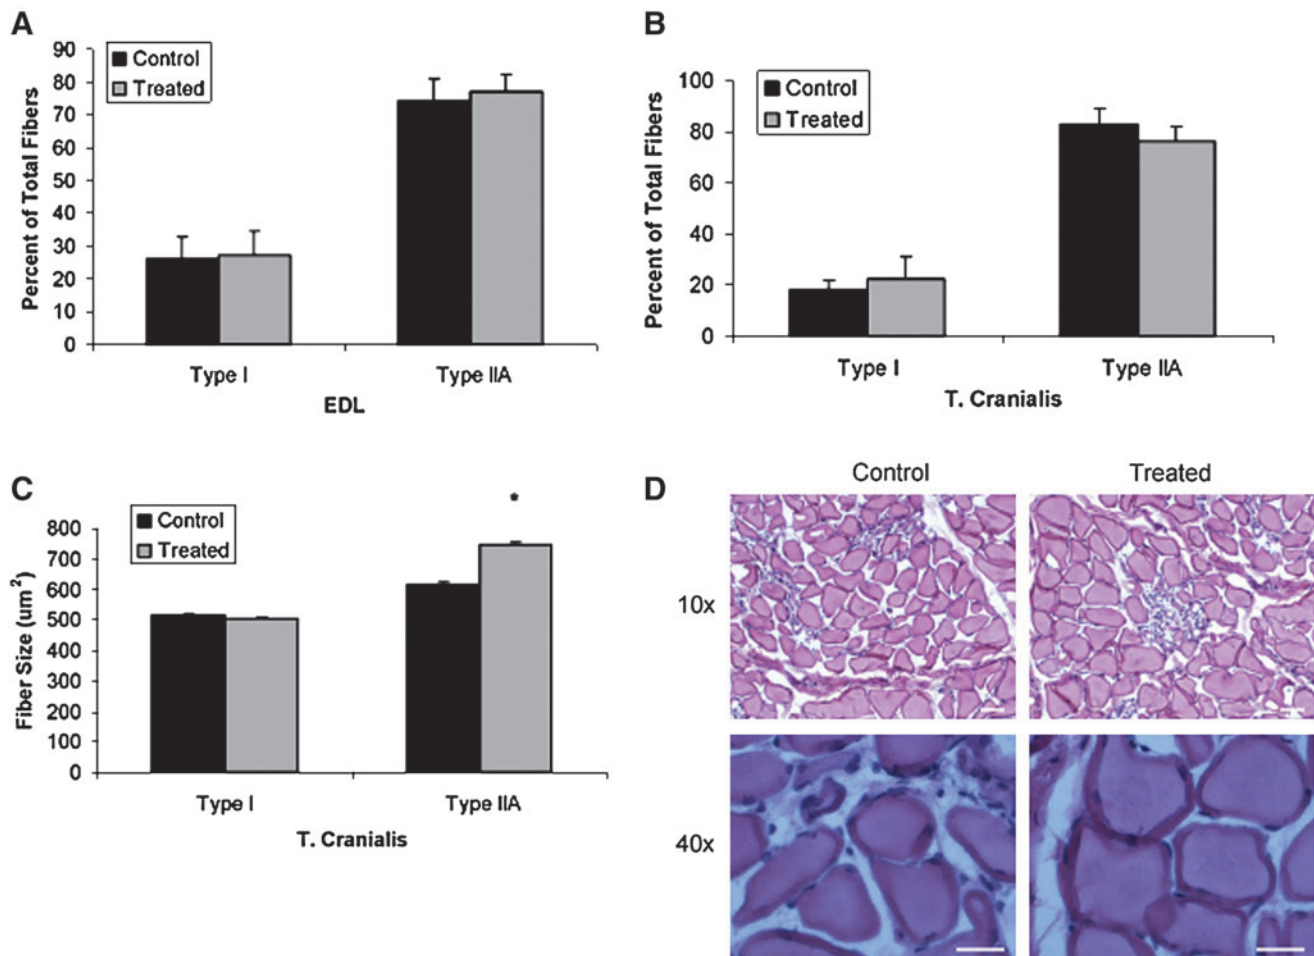 A
Control
Treated
Percent of Total Fibers
90
80
70
60
50
40
30
20
10
0
Type I
Type IIA
EDL
B
Control
Treated
Percent of Total Fibers
100
80
60
40
20
0
Type I
Type IIA
T. Cranialis
C
Control
Treated
Fiber Size (um²)
800
700
600
500
400
300
200
100
0
*
Type I
Type IIA
T. Cranialis
D
Control
Treated
10x
40x